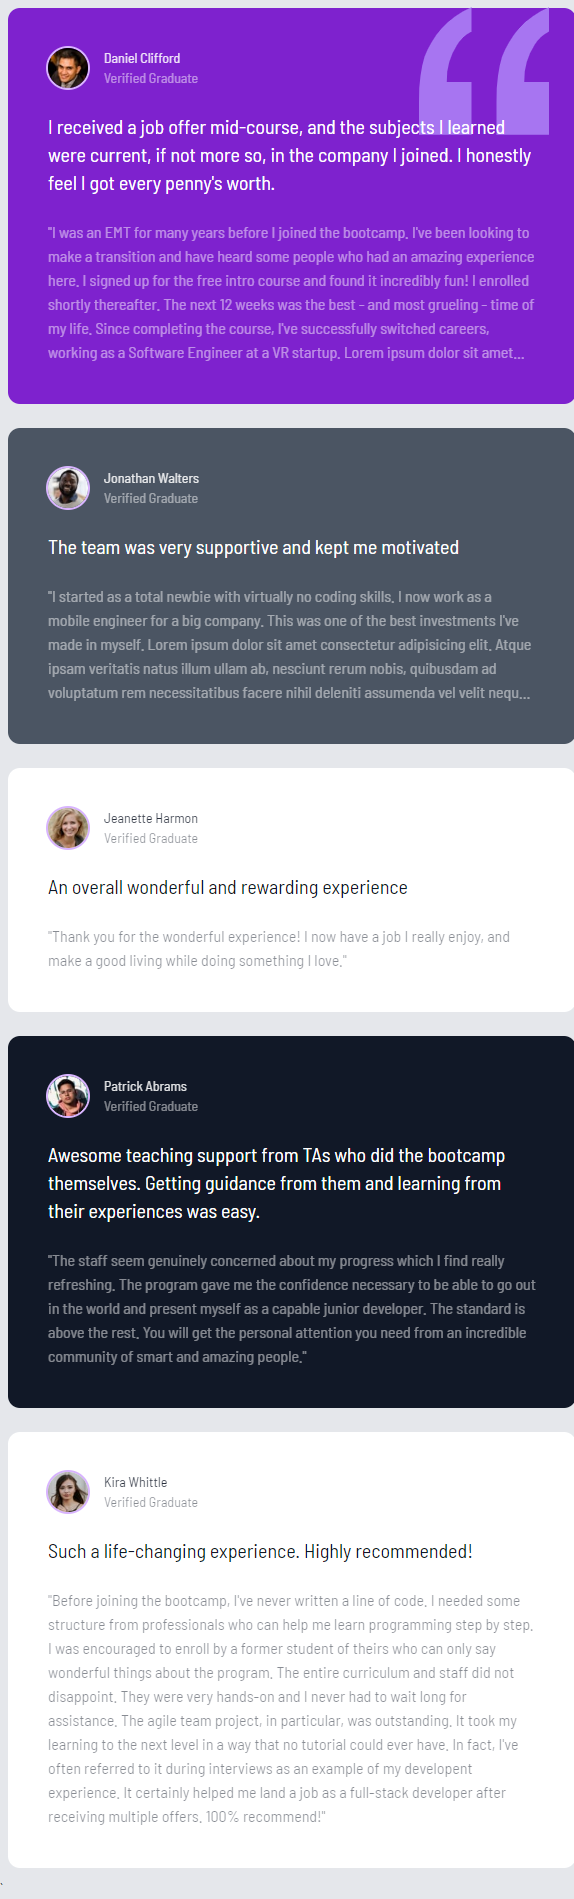 Daniel Clifford
Verified Graduate
I received a job offer mid-course, and the subjects I learned
were current, if not more so, in the company I joined. I honestly
feel I got every penny's worth.
"I was an EMT for many years before I joined the bootcamp. I've been looking to
make a transition and have heard some people who had an amazing experience
here. I signed up for the free intro course and found it incredibly fun! I enrolled
shortly thereafter. The next 12 weeks was the best - and most grueling - time of
my life. Since completing the course, I've successfully switched careers,
working as a Software Engineer at a VR startup. Lorem ipsum dolor sit amet...
Jonathan Walters
Verified Graduate
The team was very supportive and kept me motivated
"I started as a total newbie with virtually no coding skills. I now work as a
mobile engineer for a big company. This was one of the best investments I've
made in myself. Lorem ipsum dolor sit amet consectetur adipisicing elit. Atque
ipsam veritatis natus illum ullam ab, nesciunt rerum nobis, quibusdam ad
voluptatum rem necessitatibus facere nihil deleniti assumenda vel velit nequ...
Jeanette Harmon
Verified Graduate
An overall wonderful and rewarding experience
"Thank you for the wonderful experience! I now have a job I really enjoy, and
make a good living while doing something I love."
Patrick Abrams
Verified Graduate
Awesome teaching support from TAs who did the bootcamp
themselves. Getting guidance from them and learning from
their experiences was easy.
"The staff seem genuinely concerned about my progress which I find really
refreshing. The program gave me the confidence necessary to be able to go out
in the world and present myself as a capable junior developer. The standard is
above the rest. You will get the personal attention you need from an incredible
community of smart and amazing people."
Kira Whittle
Verified Graduate
Such a life-changing experience. Highly recommended!
"Before joining the bootcamp, I've never written a line of code. I needed some
structure from professionals who can help me learn programming step by step.
I was encouraged to enroll by a former student of theirs who can only say
wonderful things about the program. The entire curriculum and staff did not
disappoint. They were very hands-on and I never had to wait long for
assistance. The agile team project, in particular, was outstanding. It took my
learning to the next level in a way that no tutorial could ever have. In fact, I've
often referred to it during interviews as an example of my developent
experience. It certainly helped me land a job as a full-stack developer after
receiving multiple offers. 100% recommend!"
`